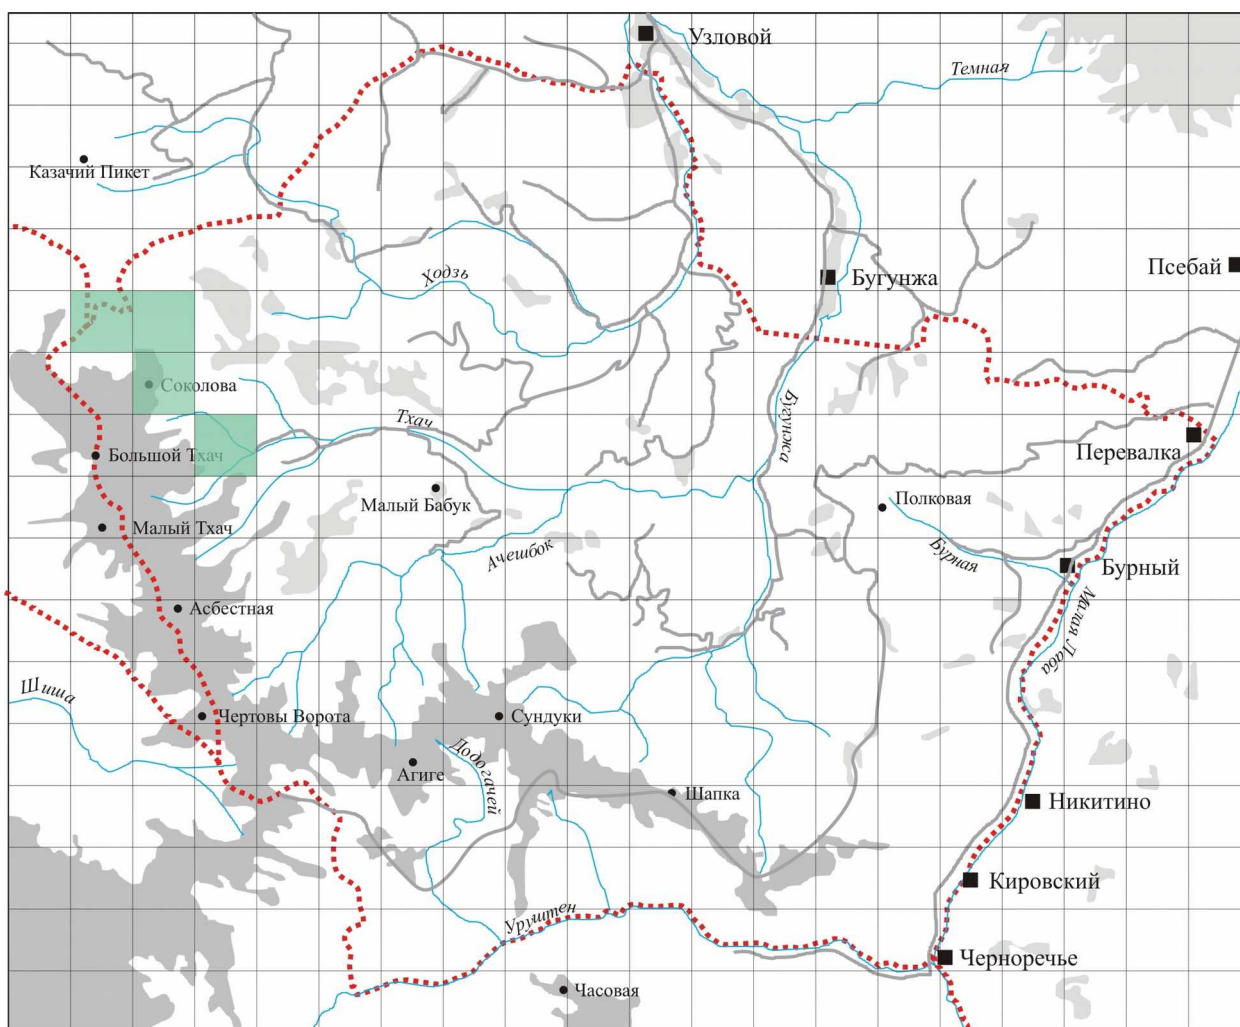 Узловой
Темная
Казачий Пикет
Ходзь
Бугунжа
Псебай
Соколова
Тхач
Бугунжа
Большой Тхач
Перевалка
Малый Бабук
Полковая
Малый Тхач
Ачешбок
Бурная
Бурный
Асбестная
Малая Лаба
Шиша
Чертовы Ворота
Сундуки
Додогачей
Агиге
Шапка
Никитино
Кировский
Уруштен
Черноречье
Часовая